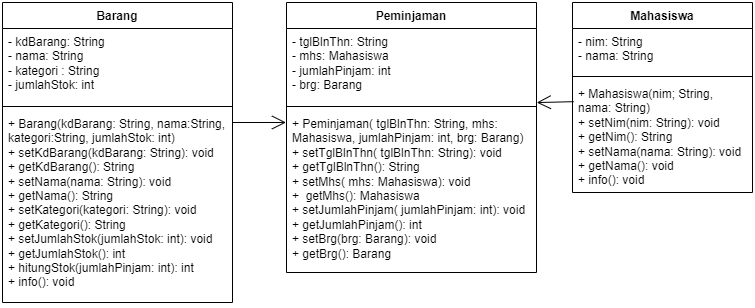 Barang
- kdBarang: String
- nama: String
- kategori : String
- jumlahStok: int
+ Barang(kdBarang: String, nama:String,
kategori:String, jumlahStok: int)
+ setKdBarang(kdBarang: String): void
+ getKdBarang(): String
+ setNama(nama: String): void
+ getNama(): String
+ setKategori(kategori: String): void
+ getKategori(): String
+ setJumlahStok(jumlahStok: int): void
+ getJumlahStok(): int
+ hitungStok(jumlahPinjam: int): int
+ info(): void
Peminjaman
- tglBlnThn: String
- mhs: Mahasiswa
- jumlahPinjam: int
- brg: Barang
+ Peminjaman( tglBlnThn: String, mhs:
Mahasiswa, jumlahPinjam: int, brg: Barang)
+ setTglBlnThn( tglBlnThn: String): void
+ getTglBlnThn(): String
+ setMhs( mhs: Mahasiswa): void
+  getMhs(): Mahasiswa
+ setJumlahPinjam( jumlahPinjam: int): void
+ getJumlahPinjam(): int
+ setBrg(brg: Barang): void
+ getBrg(): Barang
Mahasiswa
- nim: String
- nama: String
+ Mahasiswa(nim; String,
nama: String)
+ setNim(nim: String): void
+ getNim(): String
+ setNama(nama: String): void
+ getNama(): void
+ info(): void